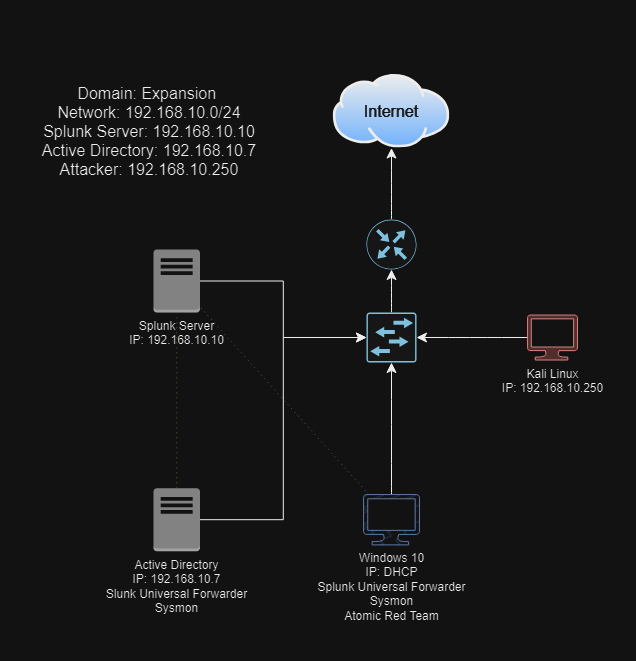 Domain: Expansion
Network: 192.168.10.0/24
Splunk Server: 192.168.10.10
Active Directory: 192.168.10.7
Attacker: 192.168.10.250
Internet
Splunk Server
IP: 192.168.10.10
Kali Linux
IP: 192.168.10.250
Active Directory
IP: 192.168.10.7
Slunk Universal Forwarder
Sysmon
Windows 10
IP: DHCP
Splunk Universal Forwarder
Sysmon
Atomic Red Team